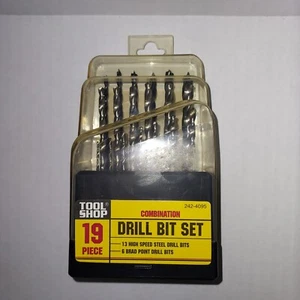 242-4085
TOOL
SHOP
19
PIECE
COMBINATION
DRILL BIT SET
- 13 HIGH SPEED STEEL DRILL BITS
- 6 BRAD POINT DRILL BITS